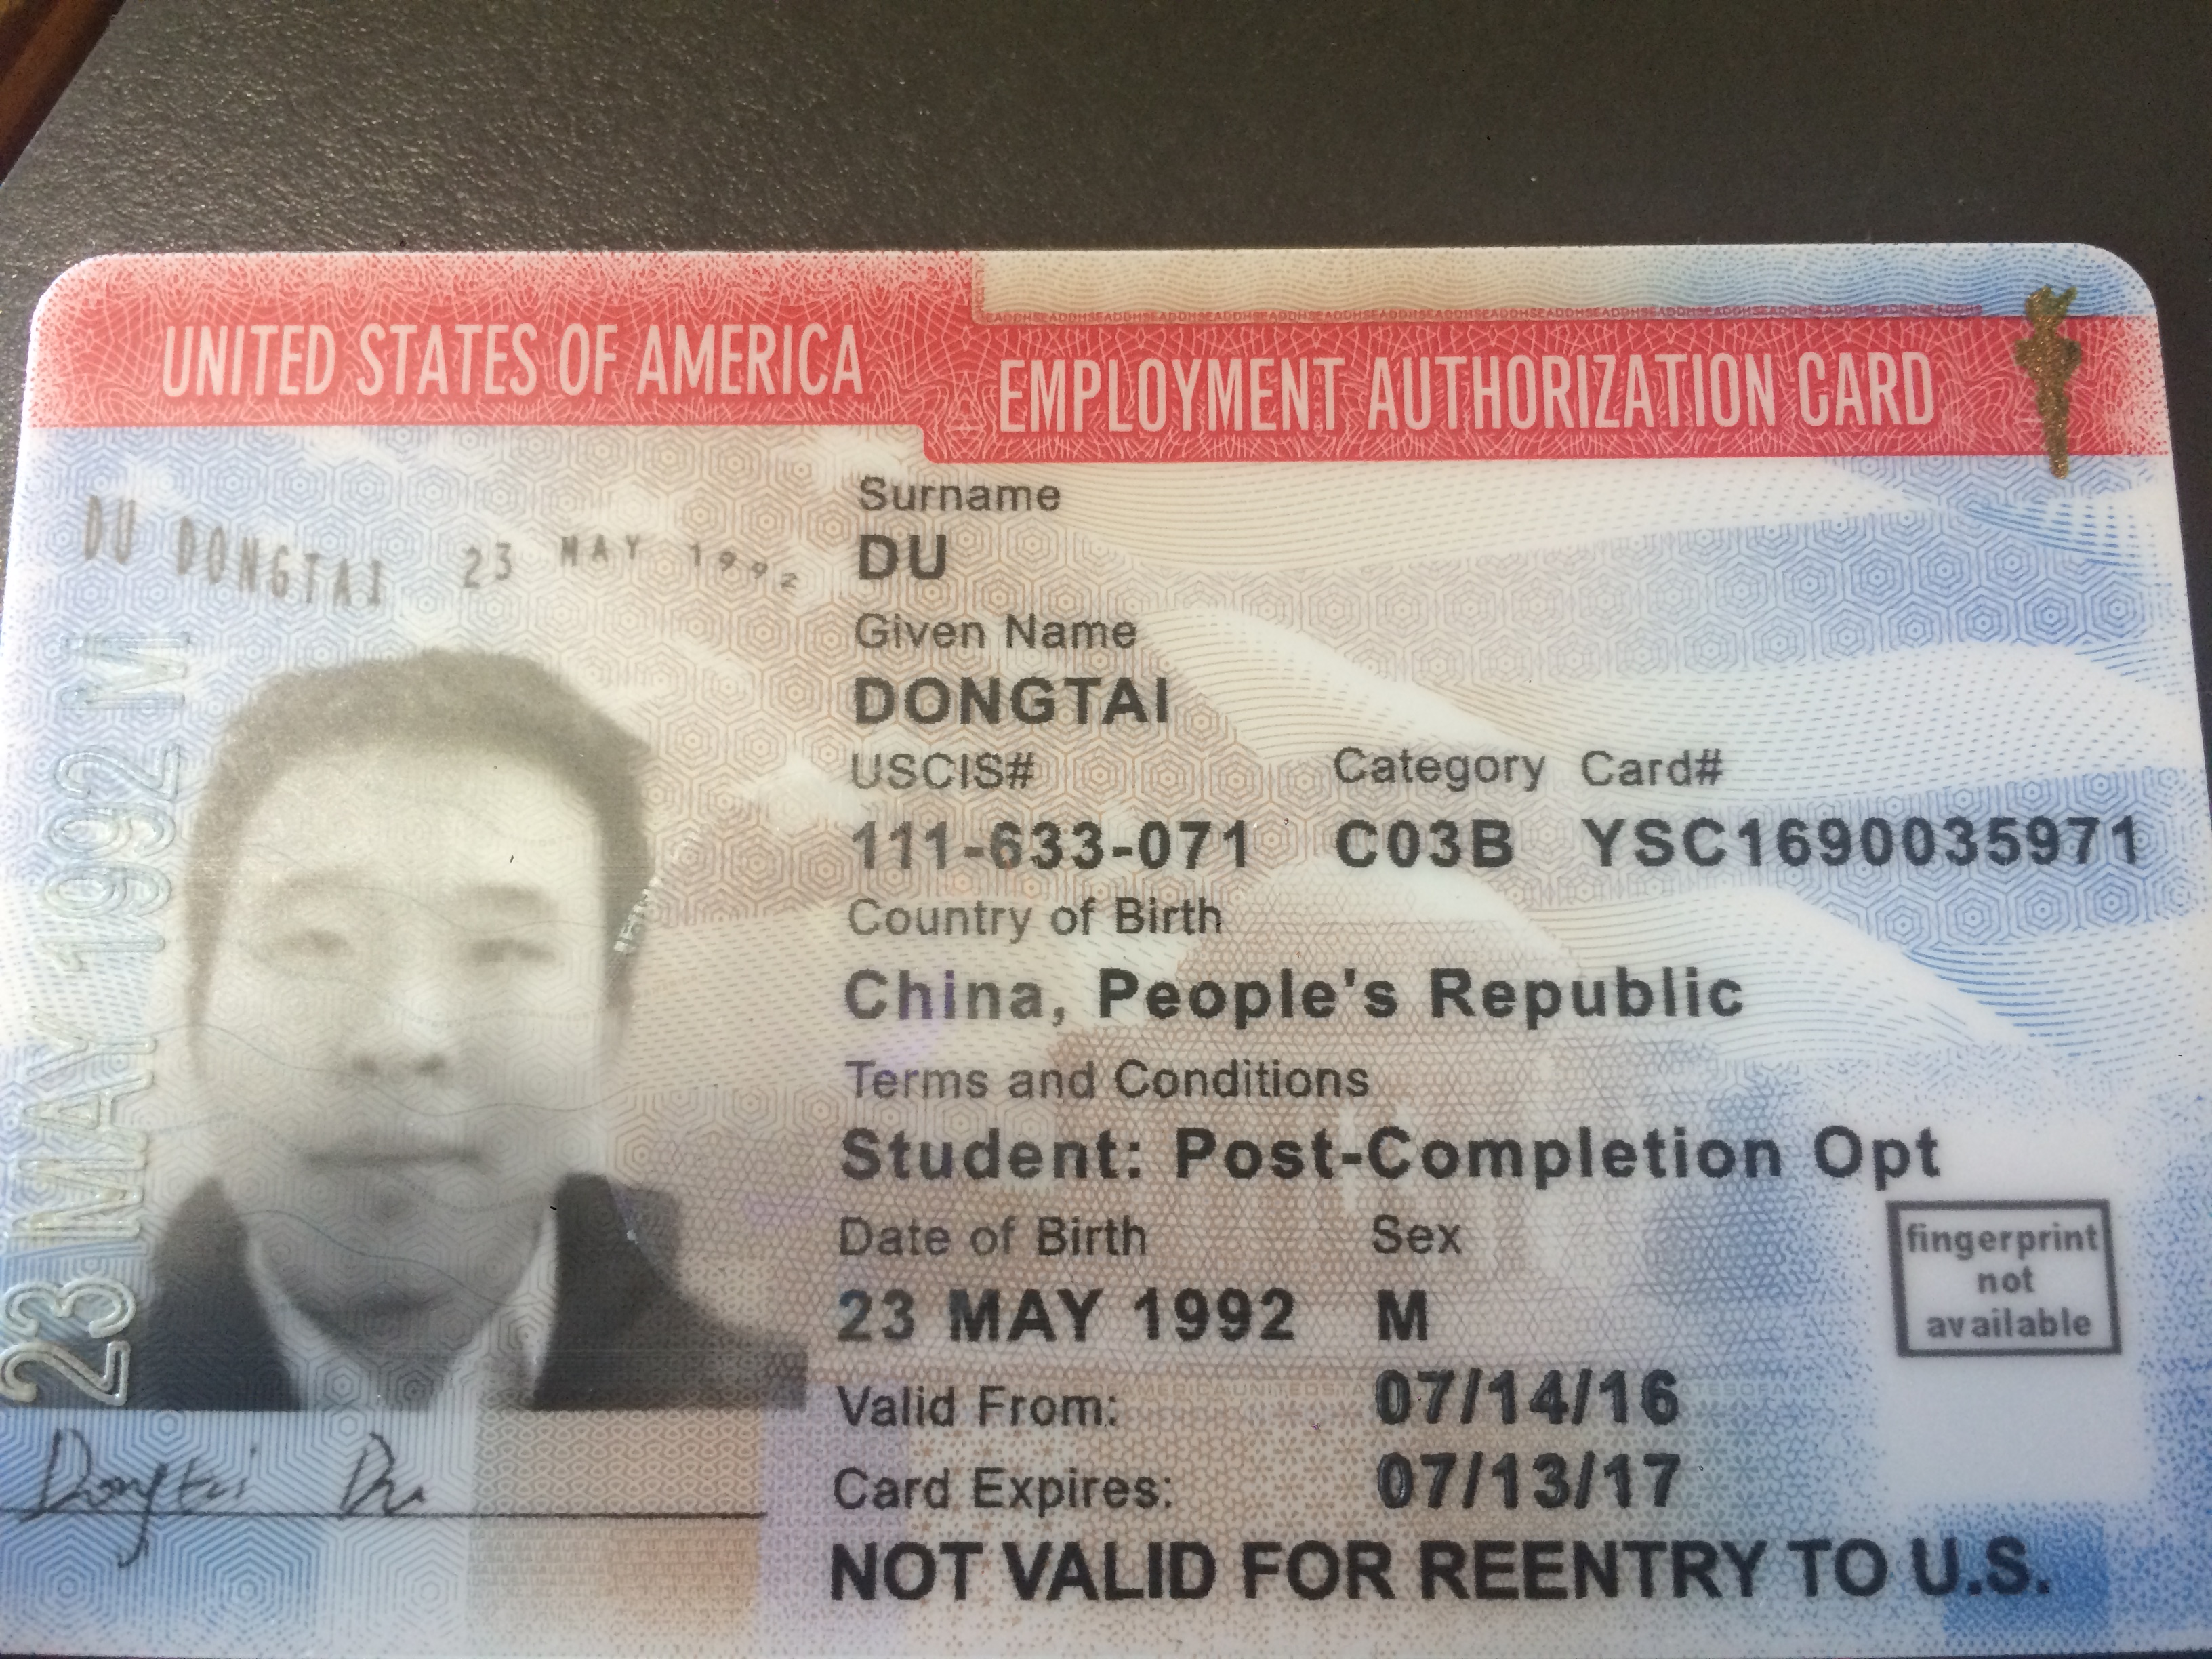 UNITED STATES OF AMERICA
EMPLOYMENT AUTHORIZATION CARD
DU DONGTAI 23 MAY 1992
Surname
DU
Given Name
DONGTAI
USCIS# Category Card#
111-633-071 C03B YSC1690035971
Country of Birth
China, People's Republic
Terms and Conditions
Student: Post-Completion Opt
Date of Birth Sex
23 MAY 1992 M
Valid From: 07/14/16
Card Expires: 07/13/17
NOT VALID FOR REENTRY TO U.S.
fingerprint
not
available
23 MAY 1992 M
Dongtai Du